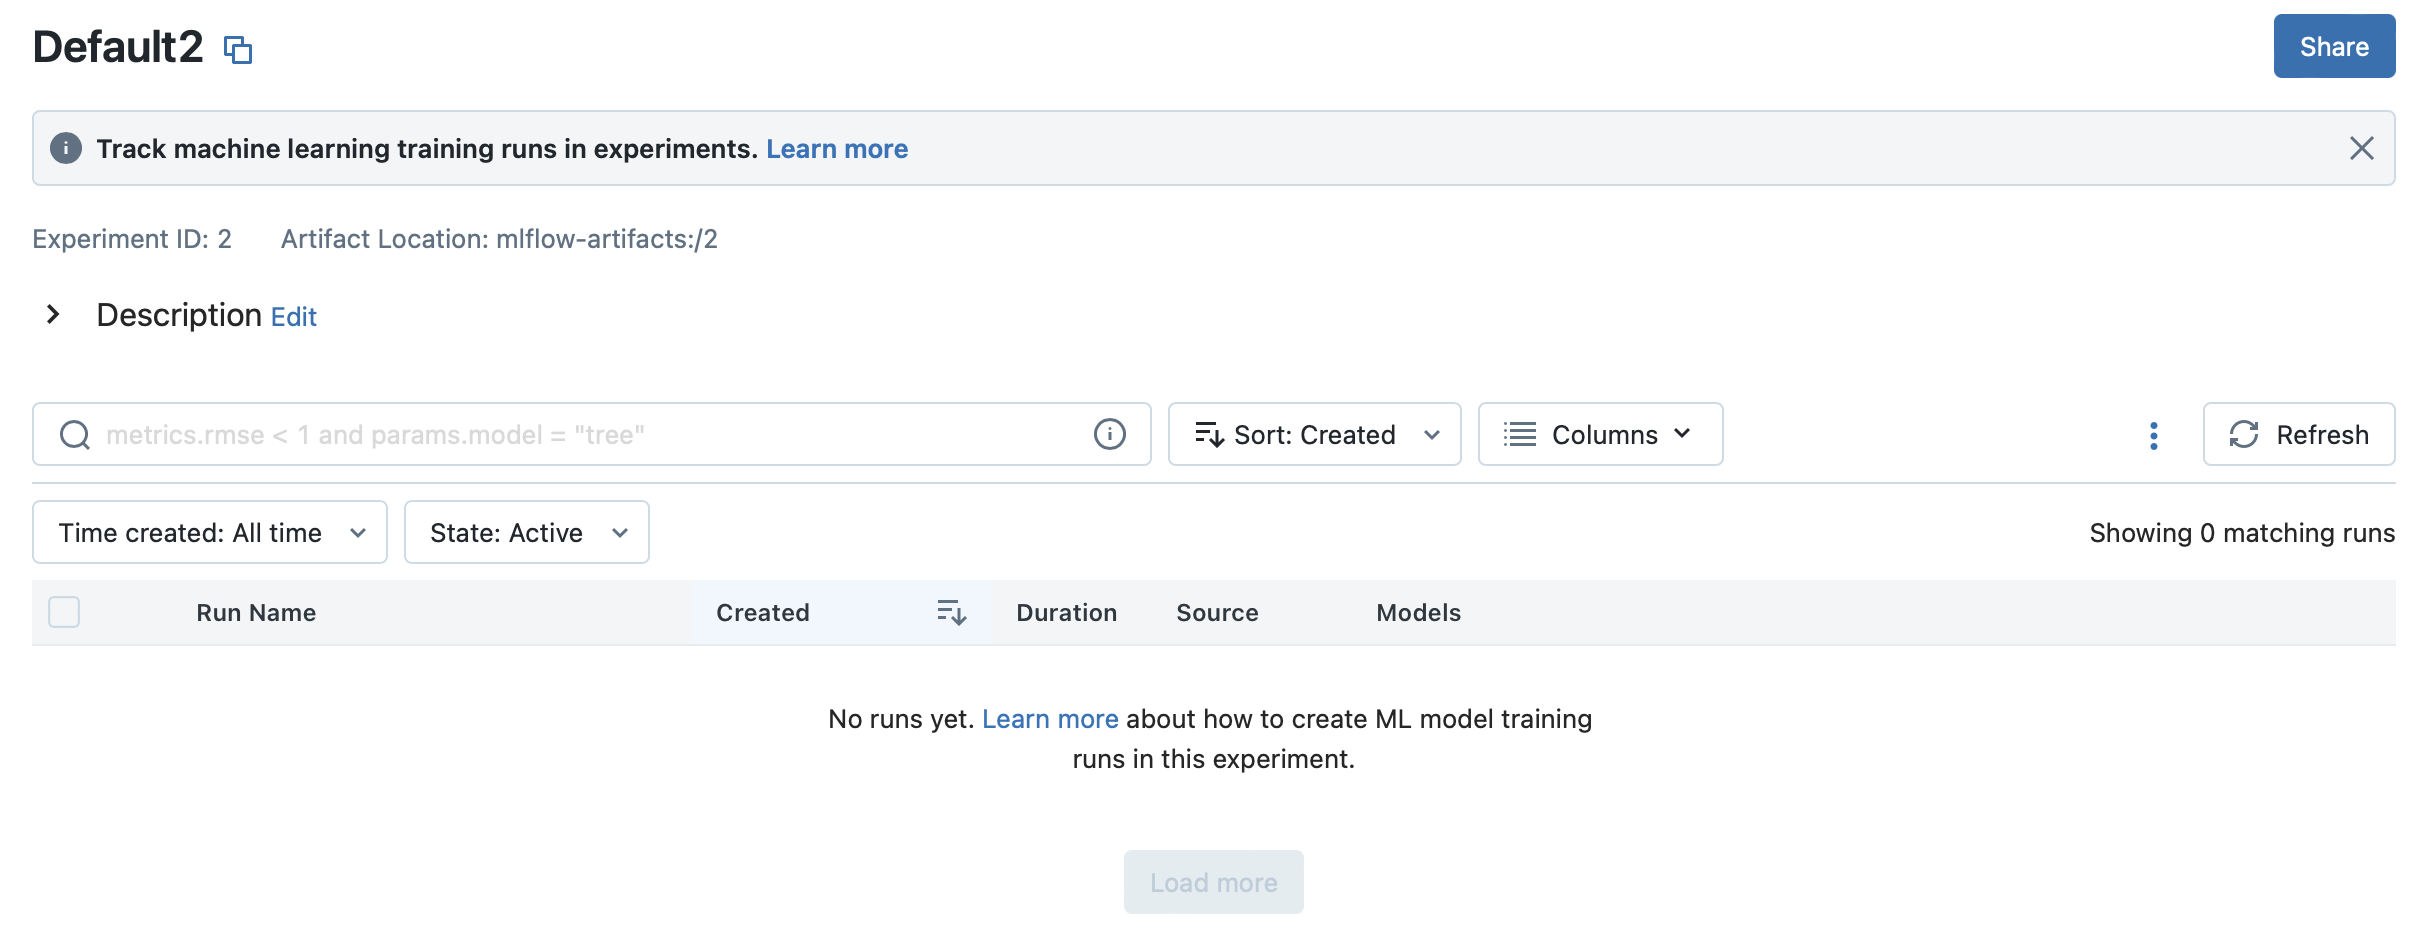 Default2
Share
Track machine learning training runs in experiments. Learn more
Experiment ID: 2 Artifact Location: mlflow-artifacts:/2
Description Edit
metrics.rmse < 1 and params.model = "tree"
Sort: Created
Columns
Refresh
Time created: All time
State: Active
Showing 0 matching runs
Run Name Created Duration Source Models
No runs yet. Learn more about how to create ML model training
runs in this experiment.
Load more